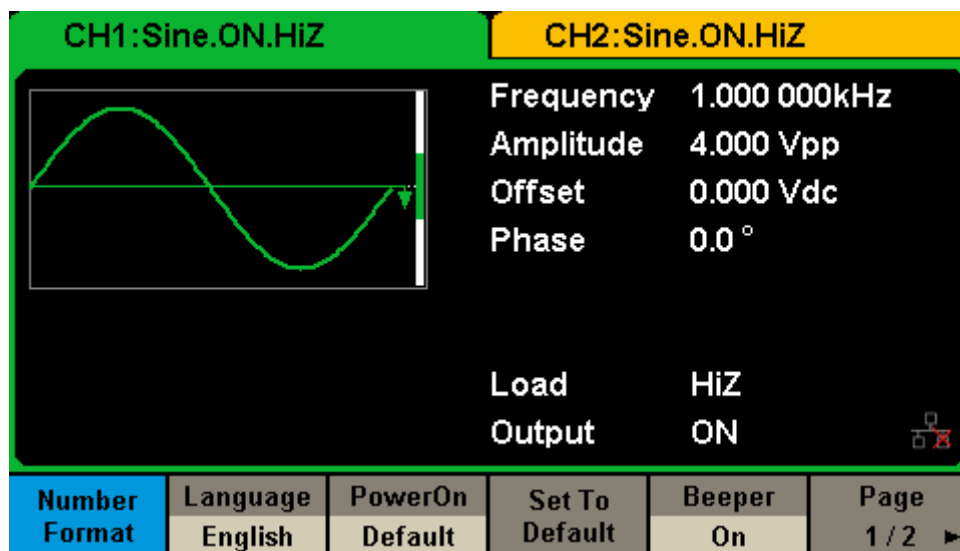 CH1:Sine.ON.HiZ
CH2:Sine.ON.HiZ
Frequency 1.000 000kHz
Amplitude 4.000 Vpp
Offset 0.000 Vdc
Phase 0.0 °
Load HiZ
Output ON
Number Format
Language English
PowerOn Default
Set To Default
Beeper On
Page 1/2 ►